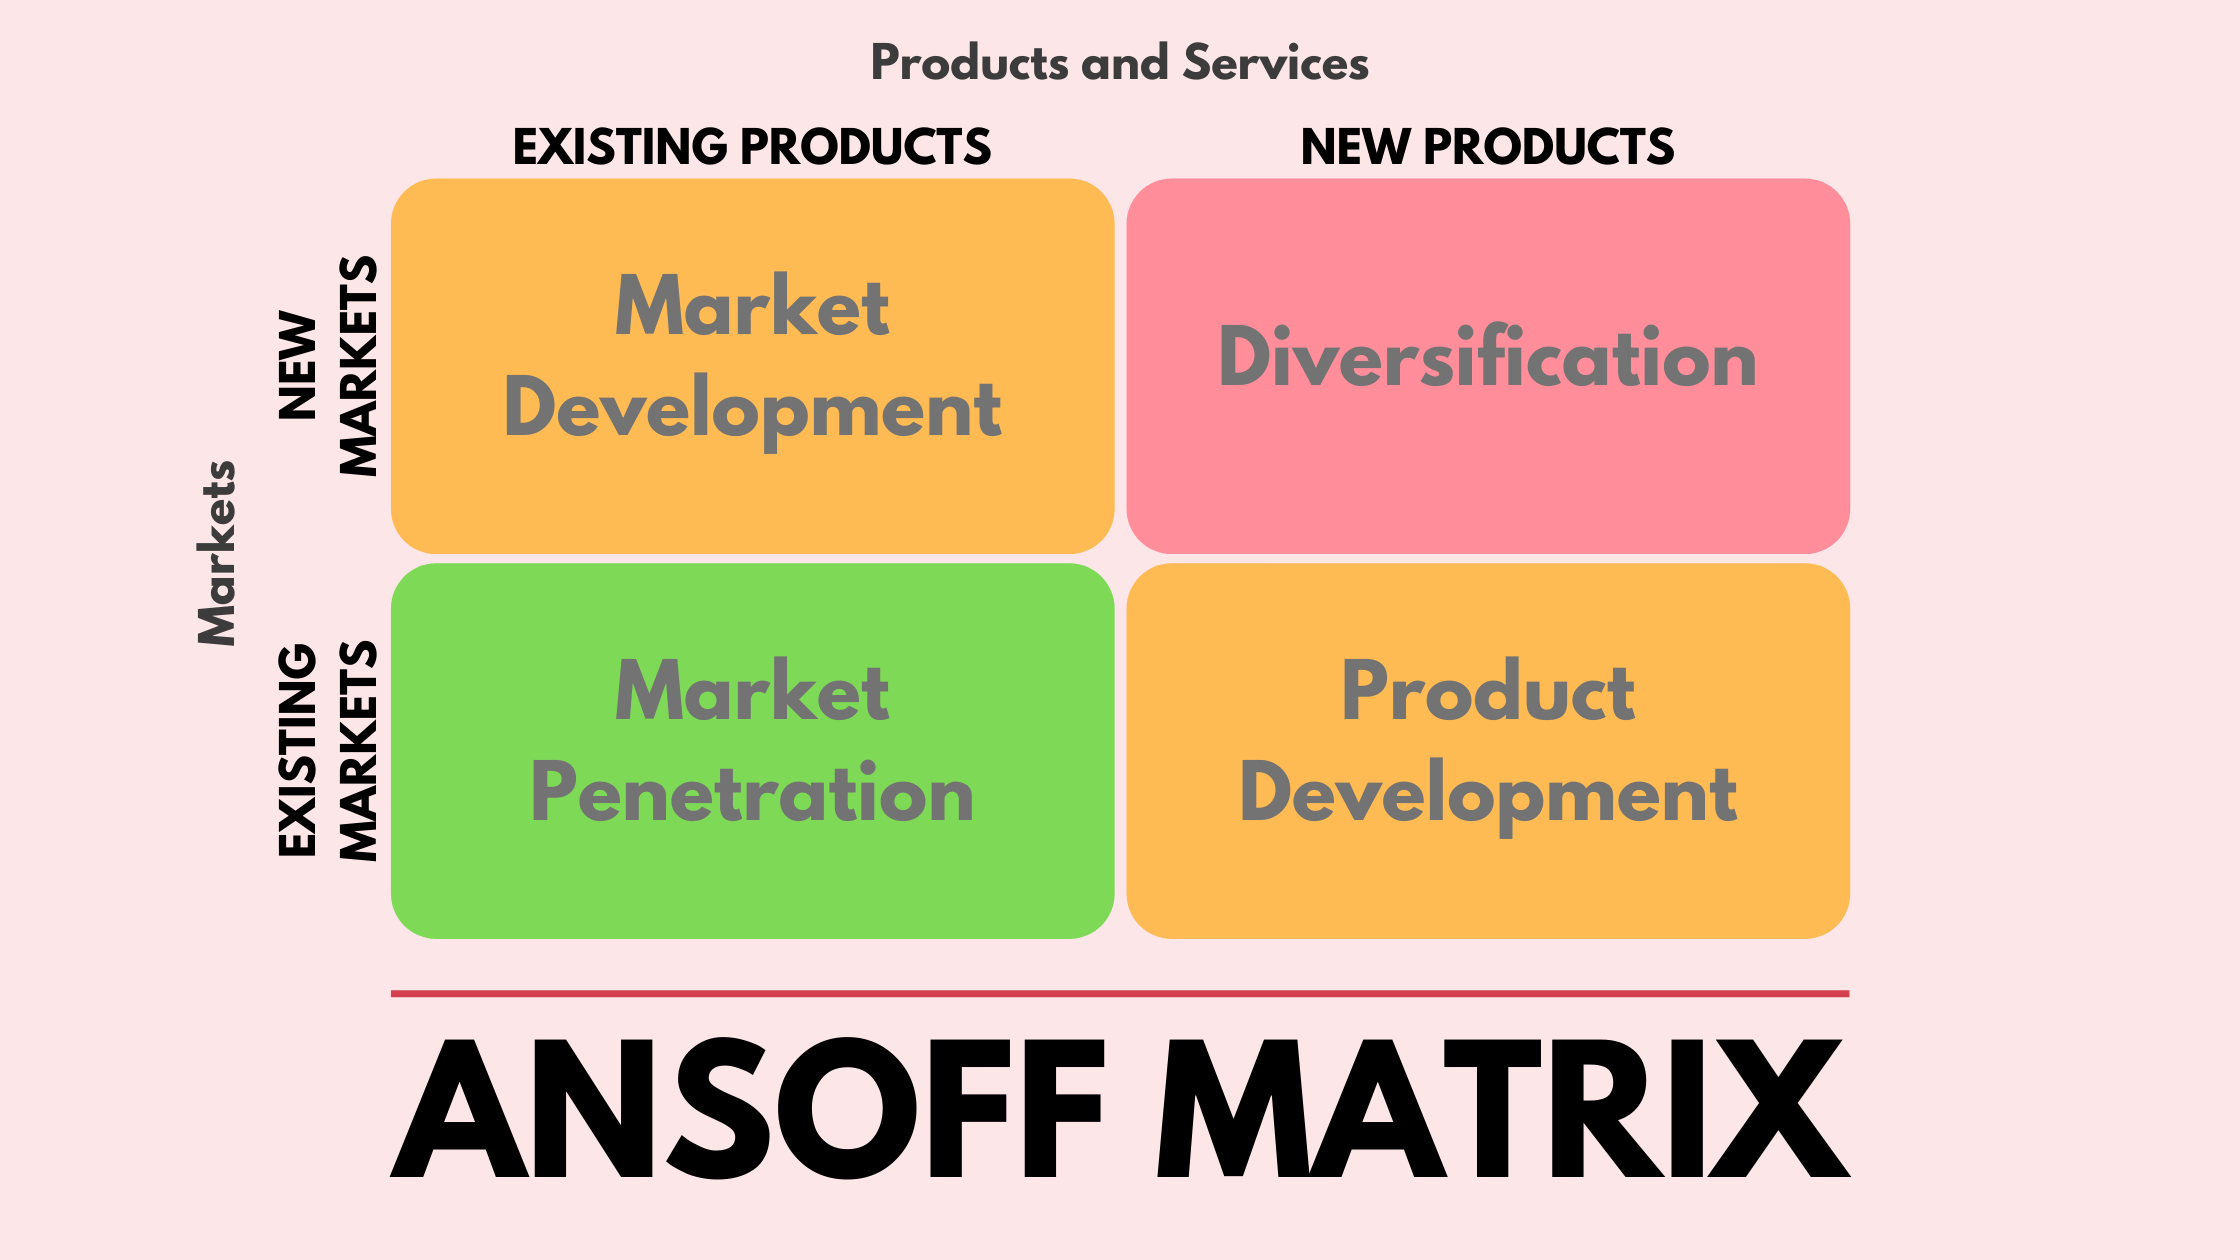 Products and Services
EXISTING PRODUCTS
NEW PRODUCTS
Markets
NEW
MARKETS
Market
Development
Diversification
EXISTING
MARKETS
Market
Penetration
Product
Development
ANSOFF MATRIX